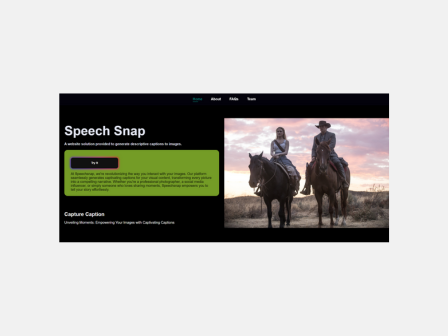 Home About FAQs Team
Speech Snap
A website solution provided to generate descriptive captions to images.
Try it
At SpeechSnap, we're revolutionizing the way you interact with your images. Our platform
seamlessly generates captivating captions for your visual content, transforming every picture
into a compelling narrative. Whether you're a professional photographer, a social media
influencer or simply someone who loves sharing moments, SpeechSnap empowers you to
tell your story effortlessly.
Capture Caption
Unveiling Moments, Empowering Your Images with Captivating Captions